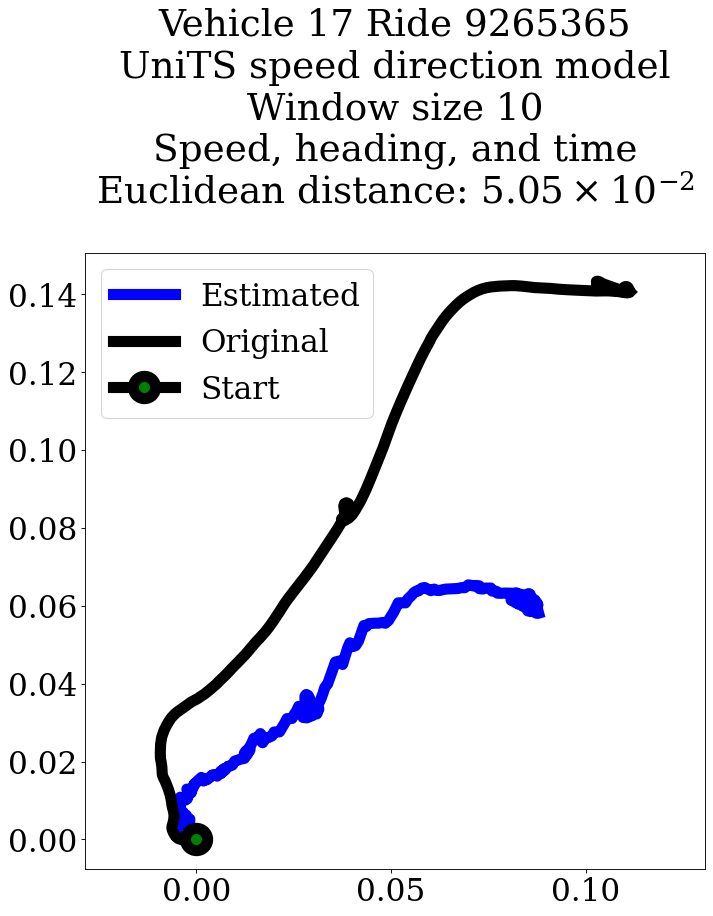 Vehicle 17 Ride 9265365
UniTS speed direction model
Window size 10
Speed, heading, and time
Euclidean distance: 5.05 × 10⁻²
Estimated
Original
Start
0.14
0.12
0.10
0.08
0.06
0.04
0.02
0.00
0.00 0.05 0.10